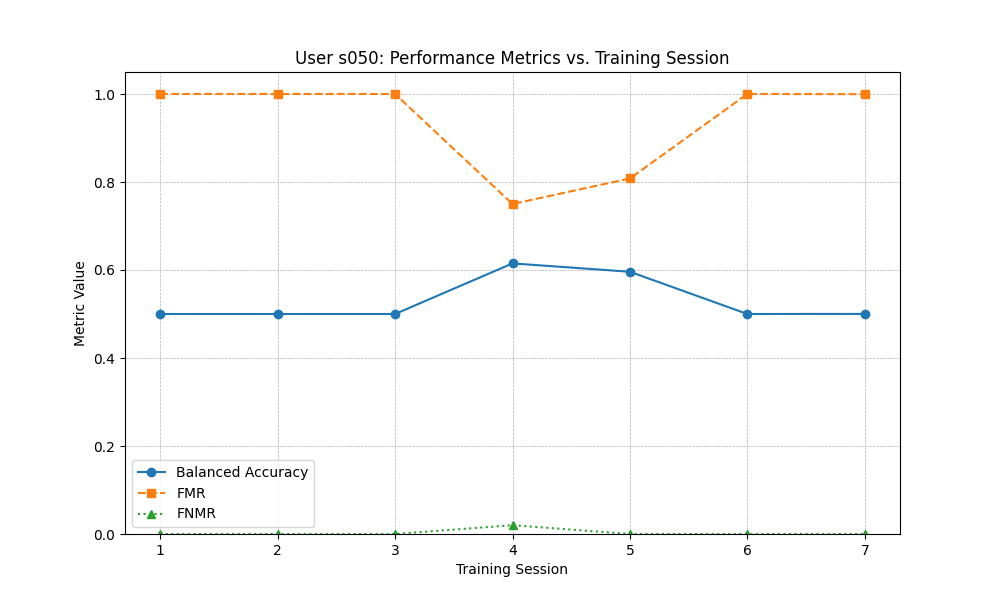 User s050: Performance Metrics vs. Training Session
Metric Value
1.0
0.8
0.6
0.4
0.2
0.0
Balanced Accuracy
FMR
FNMR
1 2 3 4 5 6 7
Training Session